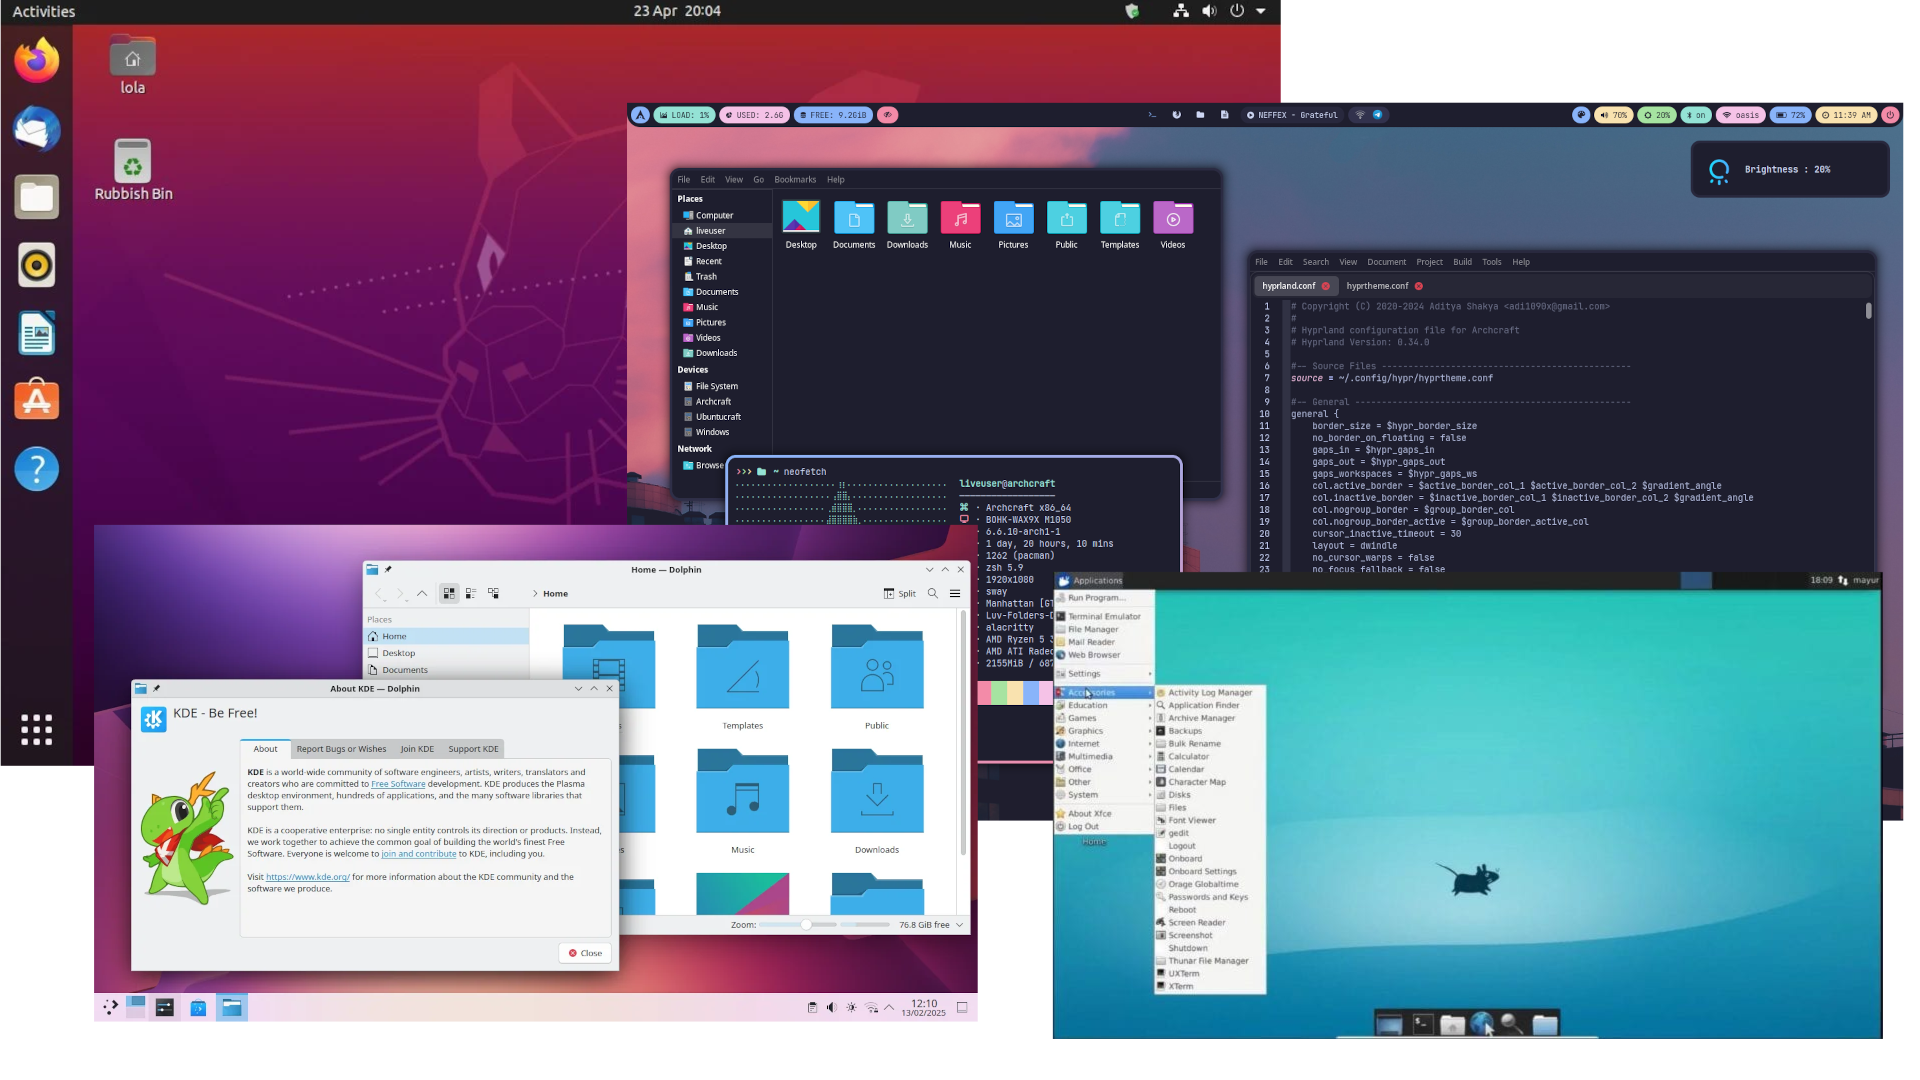 Activities
23 Apr 20:04
lola
Rubbish Bin
LOAD: 1%
USED: 2.6G
FREE: 9.2GiB
NEFFEX - Grateful
70%
20%
on
oasis
72%
11:39 AM
Brightness : 20%
File Edit View Go Bookmarks Help
Places
Computer
liveuser
Desktop
Recent
Trash
Documents
Music
Pictures
Videos
Downloads
Devices
File System
Archcraft
Ubuntucraft
Windows
Network
Browse
Desktop Documents Downloads Music Pictures Public Templates Videos
>>> ~ neofetch
liveuser@archcraft
Archcraft x86_64
BOHK-WAX9X M1050
6.6.10-arch1-1
1 day, 20 hours, 10 mins
1262 (pacman)
zsh 5.9
1920x1080
sway
Manhattan [GT
Luv-Folders-D
alacritty
AMD Ryzen 5 3
AMD ATI Radeo
2155MiB / 687
File Edit Search View Document Project Build Tools Help
hyprland.conf hyprtheme.conf
1 # Copyright (C) 2020-2024 Aditya Shakya <adi1090x@gmail.com>
2 #
3 # Hyprland configuration file for Archcraft
4 # Hyprland Version: 0.34.0
5
6 #-- Source Files ----------------------------------------------
7 source = ~/.config/hypr/hyprtheme.conf
8
9 #-- General ----------------------------------------------------
10 general {
11 border_size = $hypr_border_size
12 no_border_on_floating = false
13 gaps_in = $hypr_gaps_in
14 gaps_out = $hypr_gaps_out
15 gaps_workspaces = $hypr_gaps_ws
16 col.active_border = $active_border_col_1 $active_border_col_2 $gradient_angle
17 col.inactive_border = $inactive_border_col_1 $inactive_border_col_2 $gradient_angle
18 col.nogroup_border = $group_border_col
19 col.nogroup_border_active = $group_border_active_col
20 cursor_inactive_timeout = 30
21 layout = dwindle
22 no_cursor_warps = false
23 no_focus_fallback = false
Home — Dolphin
Home
Split
Places
Home
Desktop
Documents
Templates
Public
Music
Downloads
Zoom:
76.8 GiB free
About KDE — Dolphin
KDE - Be Free!
About Report Bugs or Wishes Join KDE Support KDE
KDE is a world-wide community of software engineers, artists, writers, translators and
creators who are committed to Free Software development. KDE produces the Plasma
desktop environment, hundreds of applications, and the many software libraries that
support them.
KDE is a cooperative enterprise: no single entity controls its direction or products. Instead,
we work together to achieve the common goal of building the world's finest Free
Software. Everyone is welcome to join and contribute to KDE, including you.
Visit https://www.kde.org/ for more information about the KDE community and the
software we produce.
Close
12:10
13/02/2025
Applications
18:09 mayur
Run Program...
Terminal Emulator
File Manager
Mail Reader
Web Browser
Settings
Accessories
Education
Games
Graphics
Internet
Multimedia
Office
Other
System
About Xfce
Log Out
Home
Activity Log Manager
Application Finder
Archive Manager
Backups
Bulk Rename
Calculator
Calendar
Character Map
Disks
Files
Font Viewer
gedit
Logout
Onboard
Onboard Settings
Orage Globaltime
Passwords and Keys
Reboot
Screen Reader
Screenshot
Shutdown
Thunar File Manager
UXTerm
XTerm